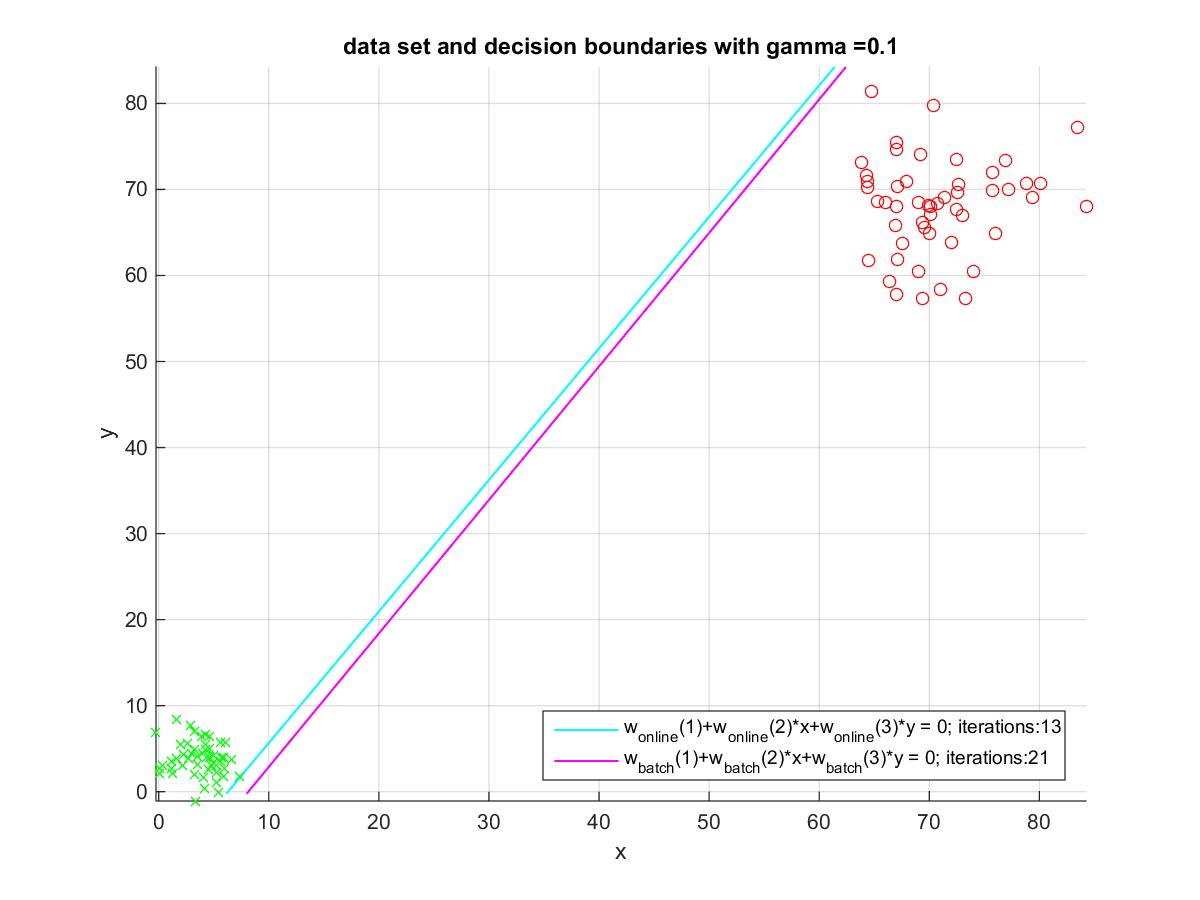 data set and decision boundaries with gamma =0.1
80
70
60
50
40
30
20
10
0
y
w_online(1)+w_online(2)*x+w_online(3)*y = 0; iterations:13
w_batch(1)+w_batch(2)*x+w_batch(3)*y = 0; iterations:21
0 10 20 30 40 50 60 70 80
x